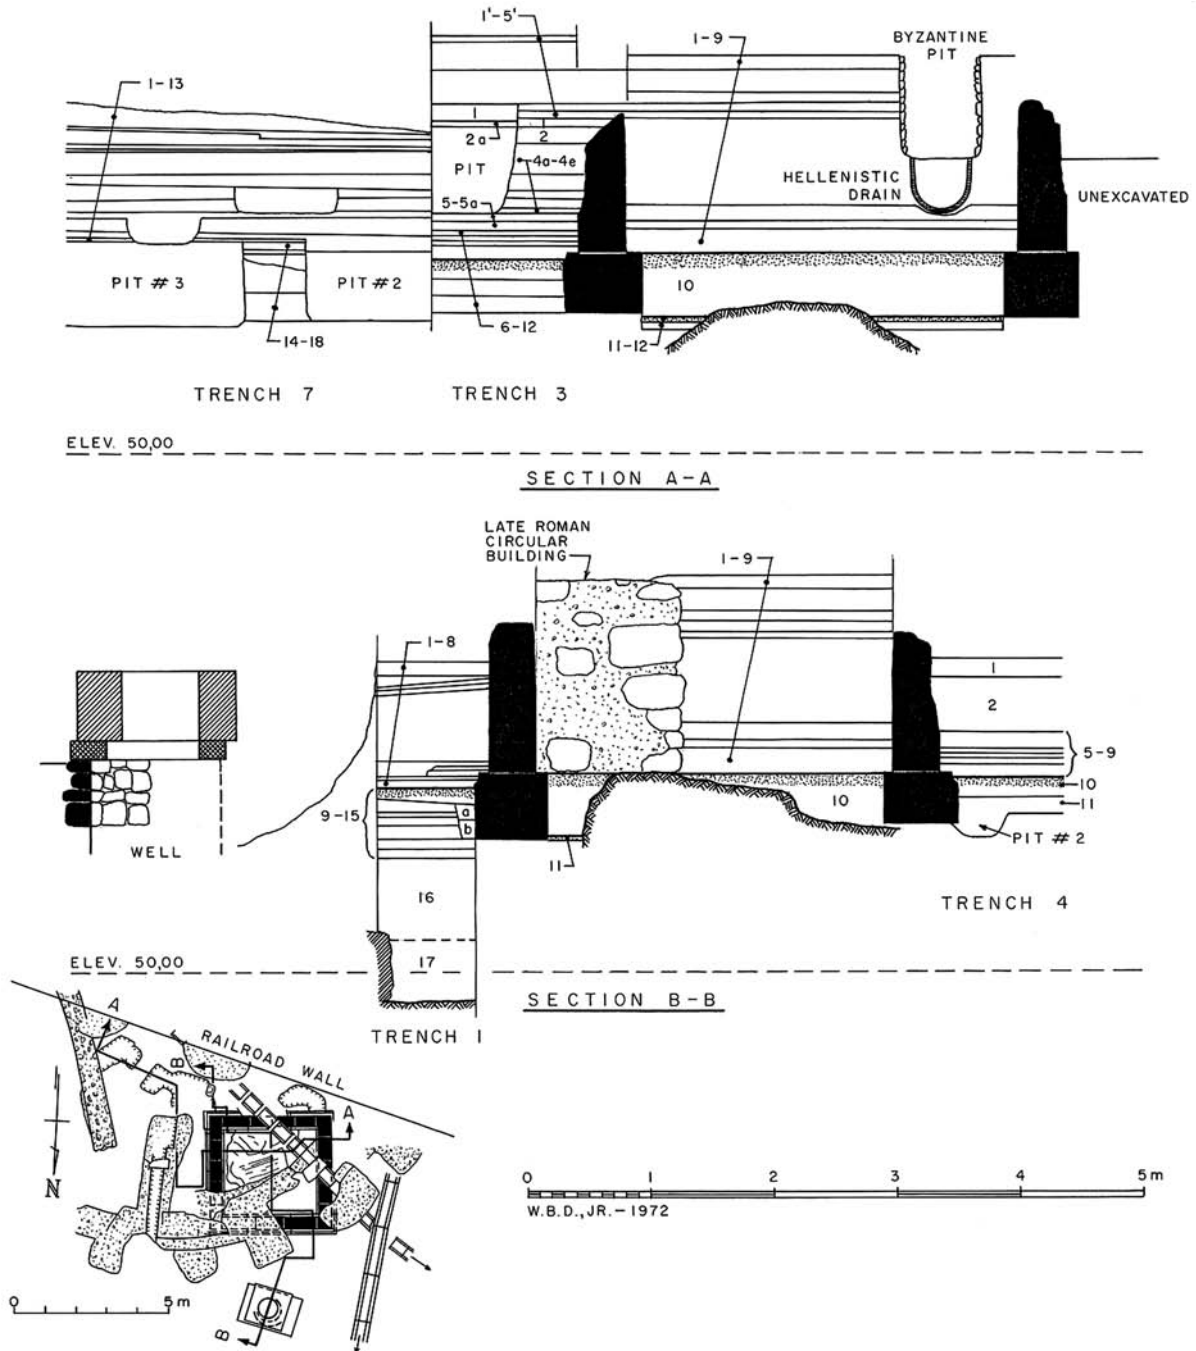 1'-5'
1-9
BYZANTINE
PIT
1-13
1
2a
1
2
PIT
4a-4e
5-5a
HELLENISTIC
DRAIN
UNEXCAVATED
PIT # 3
PIT # 2
10
6-12
14-18
11-12
TRENCH 7
TRENCH 3
ELEV. 50,00
SECTION A-A
LATE ROMAN
CIRCULAR
BUILDING
1-9
1-8
1
2
5-9
10
10
11
9-15
a
b
PIT # 2
WELL
11
16
TRENCH 4
ELEV. 50,00
17
SECTION B-B
TRENCH 1
A
RAILROAD WALL
B
A
N
0 1 2 3 4 5 m
W.B.D., JR. – 1972
0 5 m
B